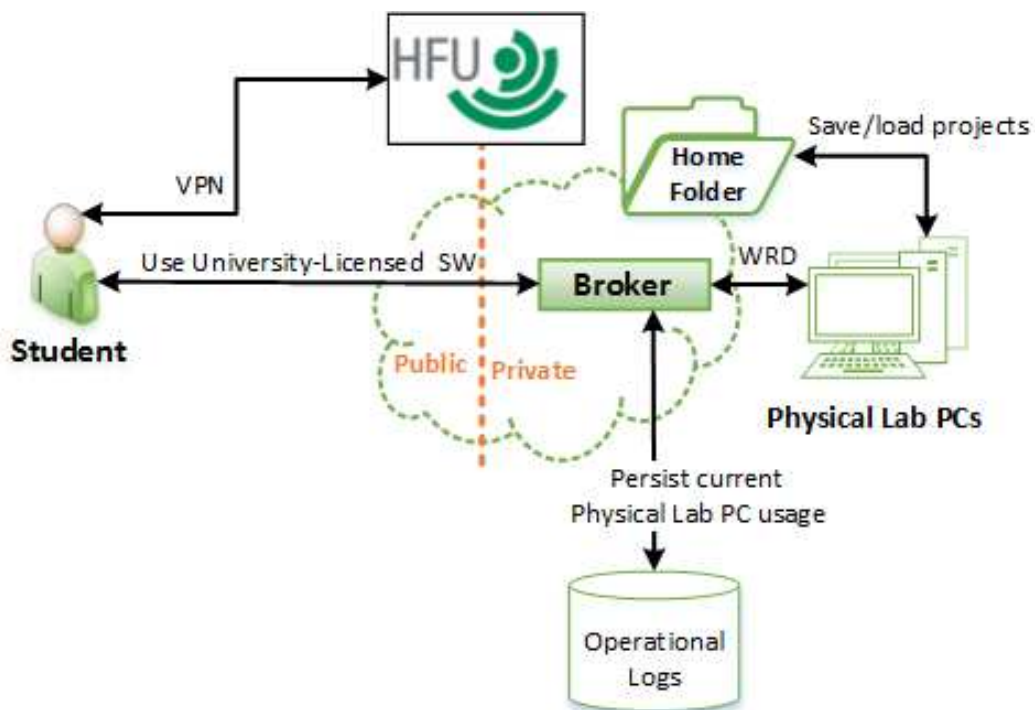 HFU
Save/load projects
Home
Folder
VPN
Use University-Licensed SW
WRD
Broker
Student
Public
Private
Physical Lab PCs
Persist current
Physical Lab PC usage
Operational
Logs